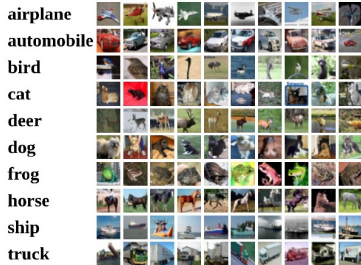 airplane
automobile
bird
cat
deer
dog
frog
horse
ship
truck